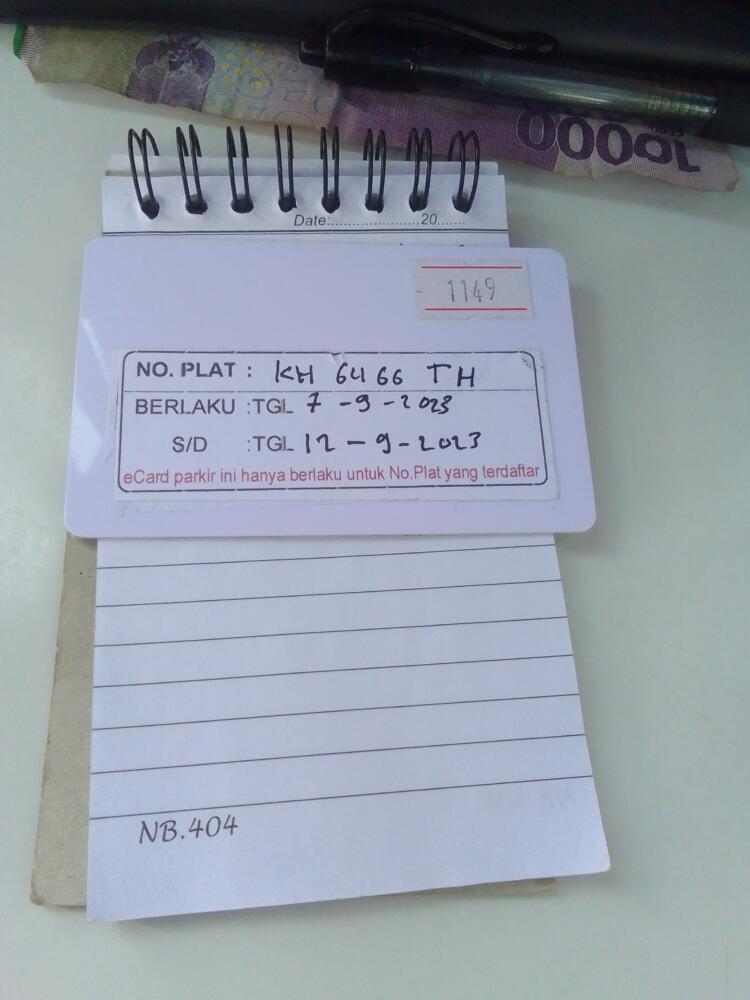 10000
Date:....................,20.......
1149
NO. PLAT : KH 6466 TH
BERLAKU :TGL 7-9-2023
S/D :TGL 12-9-2023
eCard parkir ini hanya berlaku untuk No.Plat yang terdaftar
NB.404